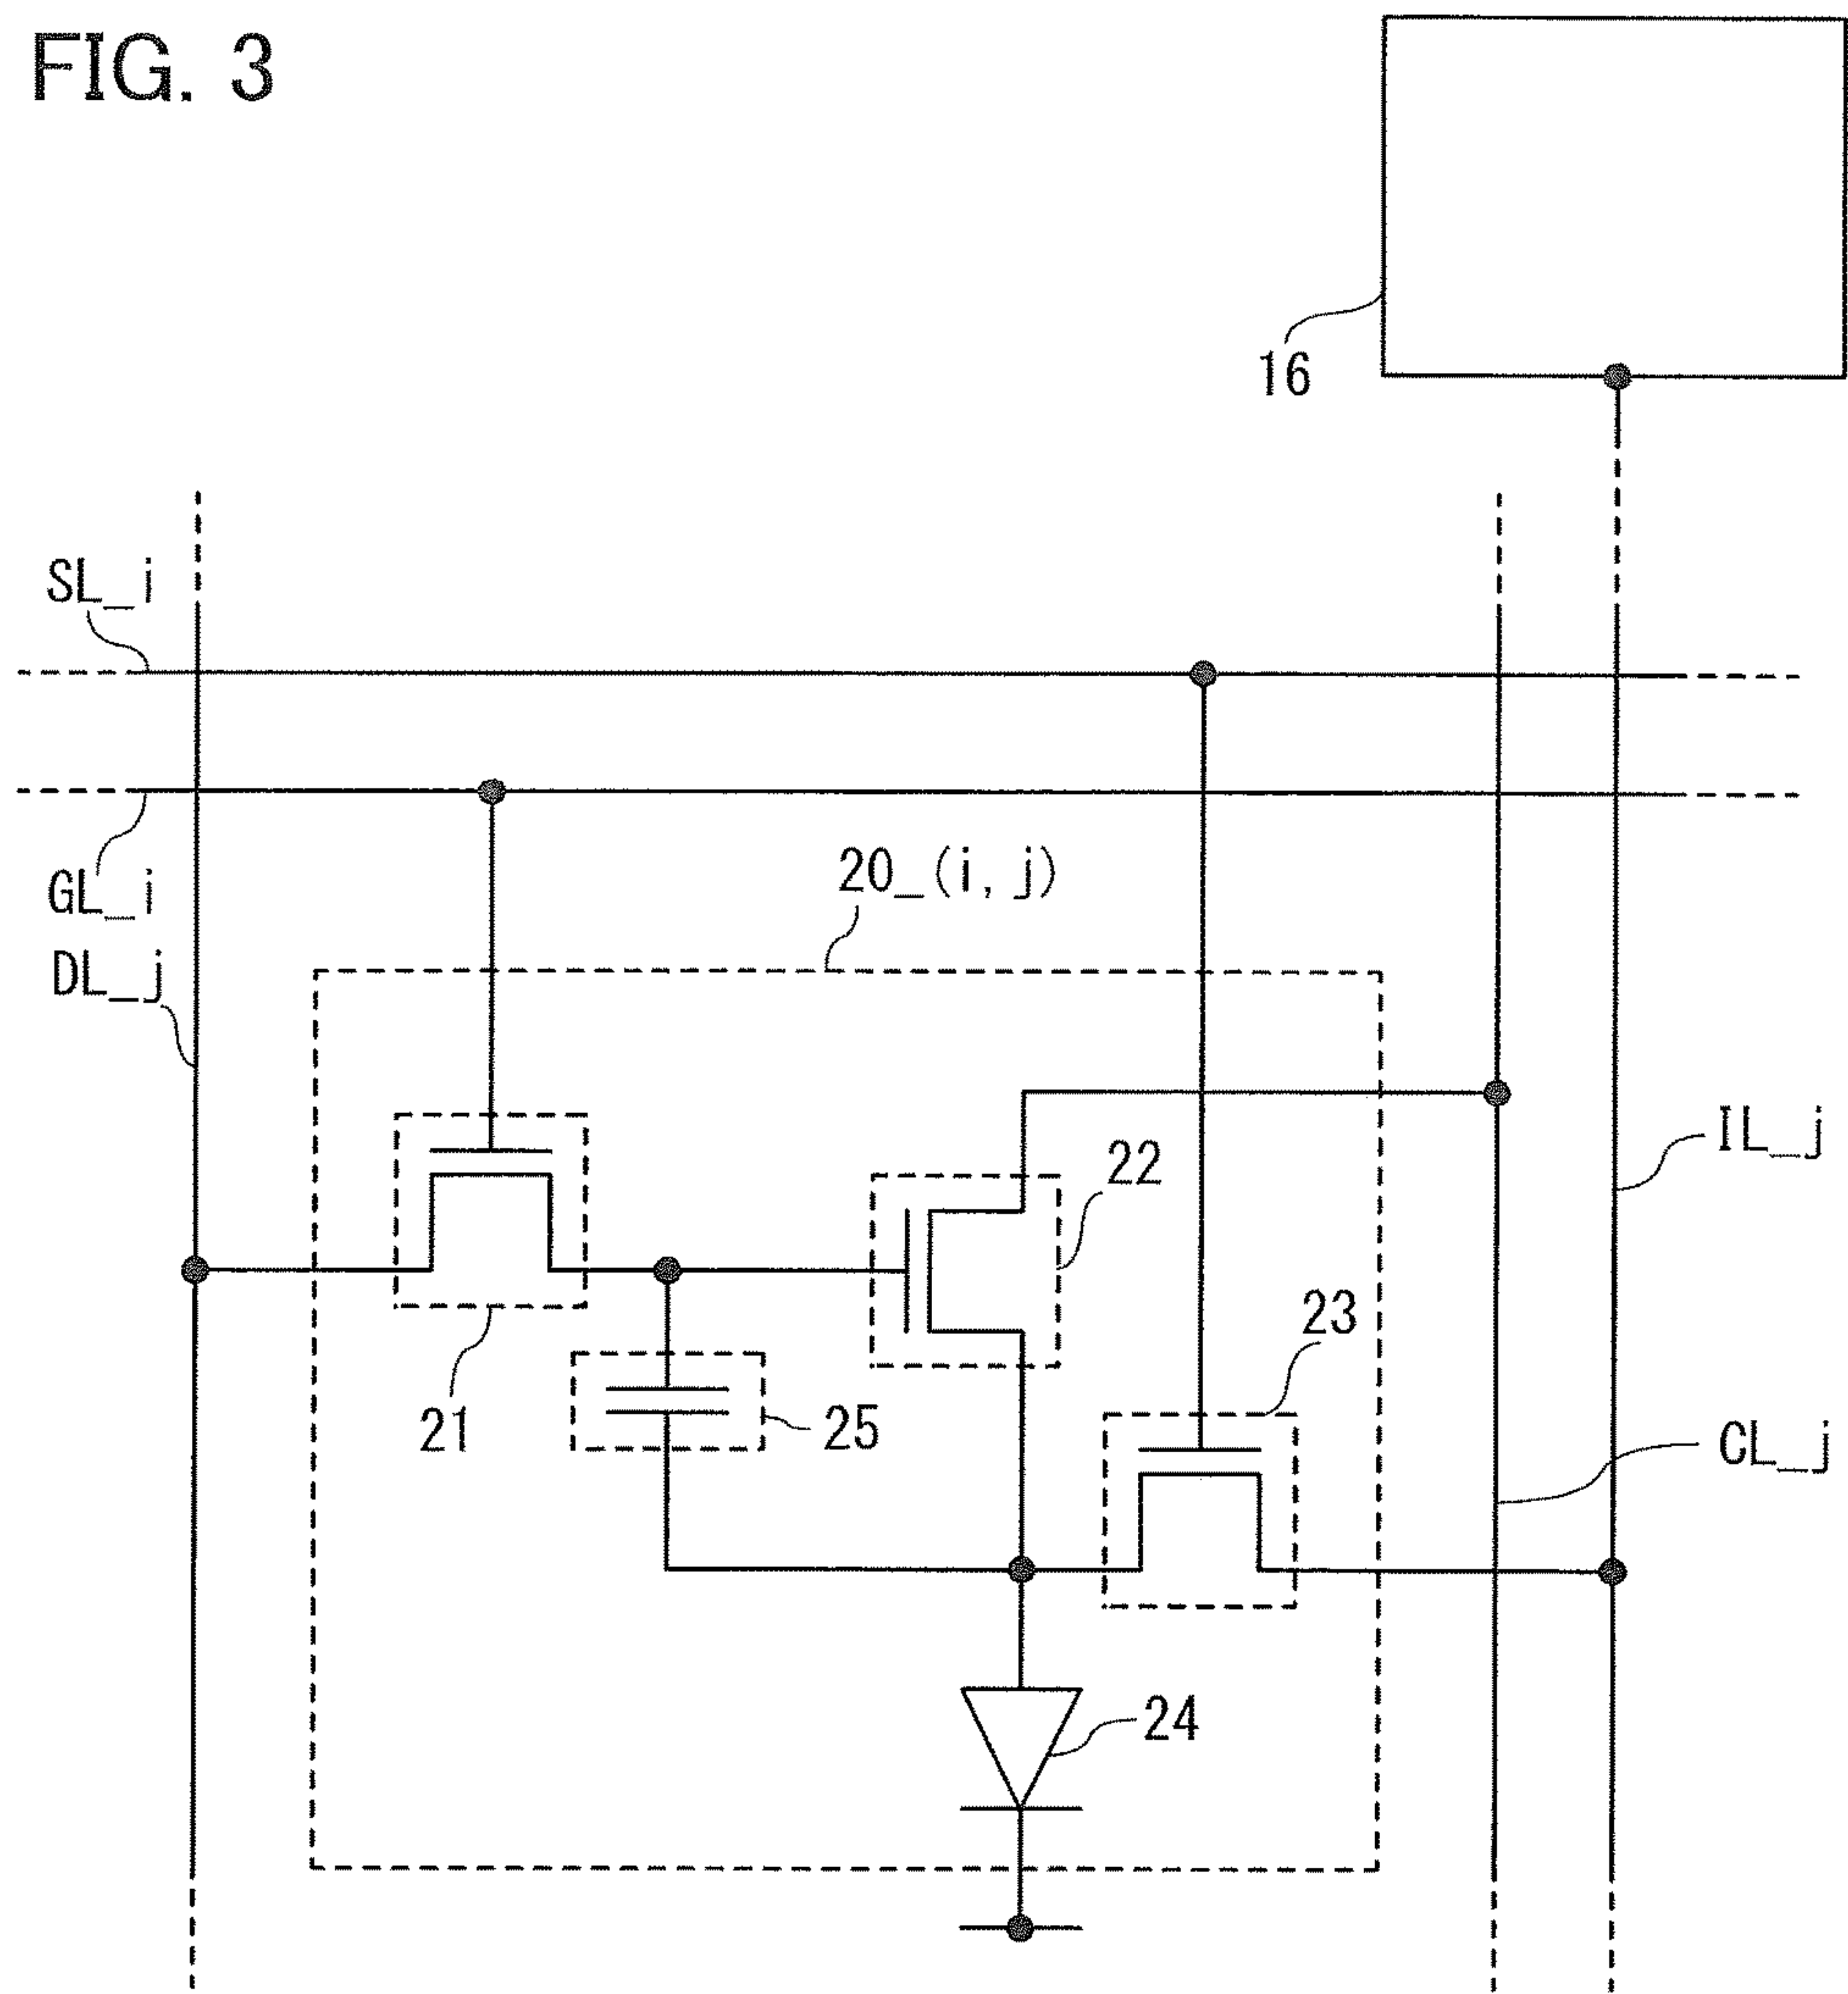 FIG. 3
16
SL_i
GL_i
20_(i,j)
DL_j
IL_j
22
23
21
25
CL_j
24